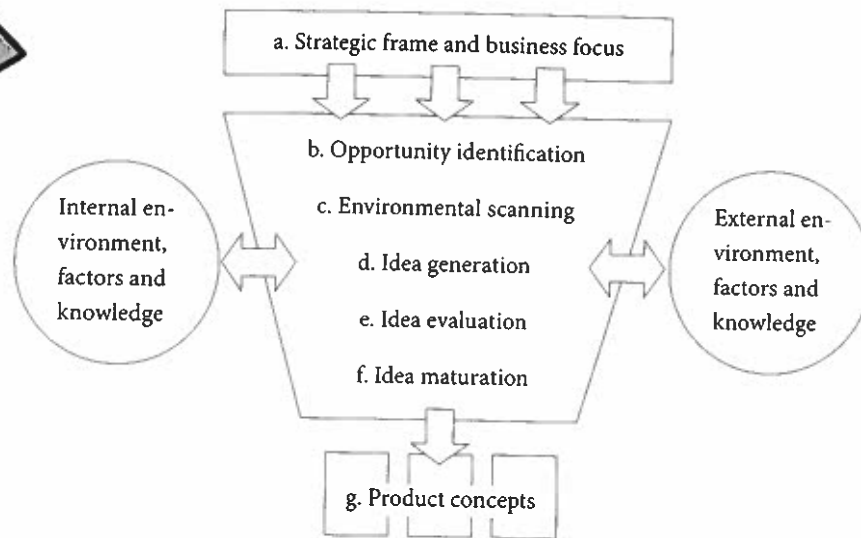 a. Strategic frame and business focus
b. Opportunity identification
c. Environmental scanning
d. Idea generation
e. Idea evaluation
f. Idea maturation
Internal en-
vironment,
factors and
knowledge
External en-
vironment,
factors and
knowledge
g. Product concepts